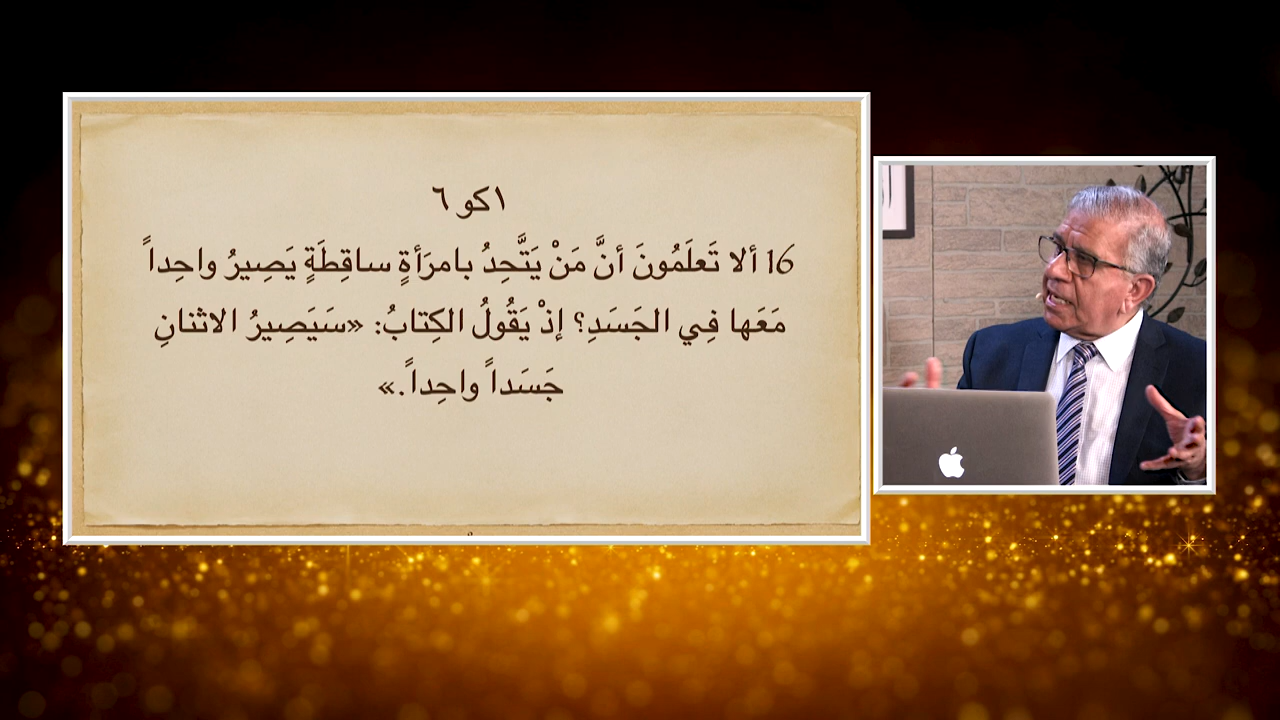 ١كو ٦
16 ألا تَعلَمُونَ أنَّ مَنْ يَتَّحِدُ بامرَأةٍ ساقِطَةٍ يَصِيرُ واحِداً
مَعَها فِي الجَسَدِ؟ إذْ يَقُولُ الكِتابُ: «سَيَصِيرُ الاثنانِ
جَسَداً واحِداً.»